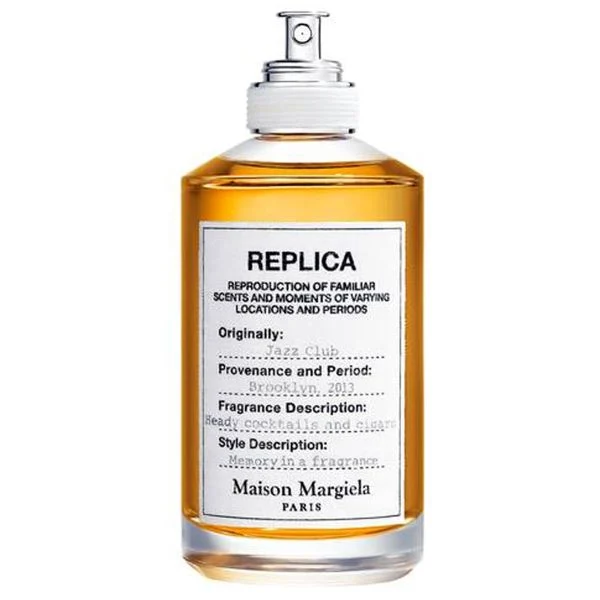 REPLICA
REPRODUCTION OF FAMILIAR
SCENTS AND MOMENTS OF VARYING
LOCATIONS AND PERIODS
Originally:
Jazz Club
Provenance and Period:
Brooklyn, 2013
Fragrance Description:
Heady cocktails and cigars
Style Description:
Memory in a fragrance
Maison Margiela
PARIS